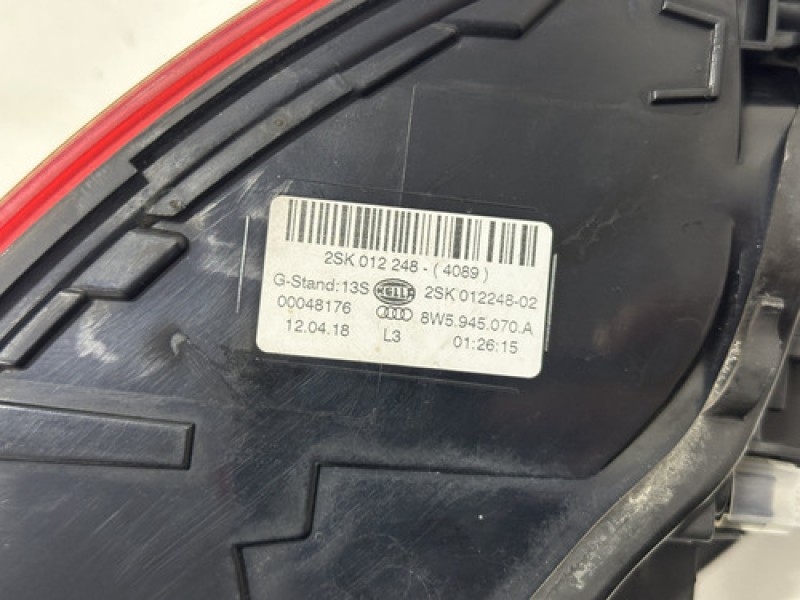 2SK 012 248 - ( 4089 )
G-Stand: 13S HELLA 2SK 012248-02
00048176 8W5.945.070.A
12.04.18 L3 01:26:15